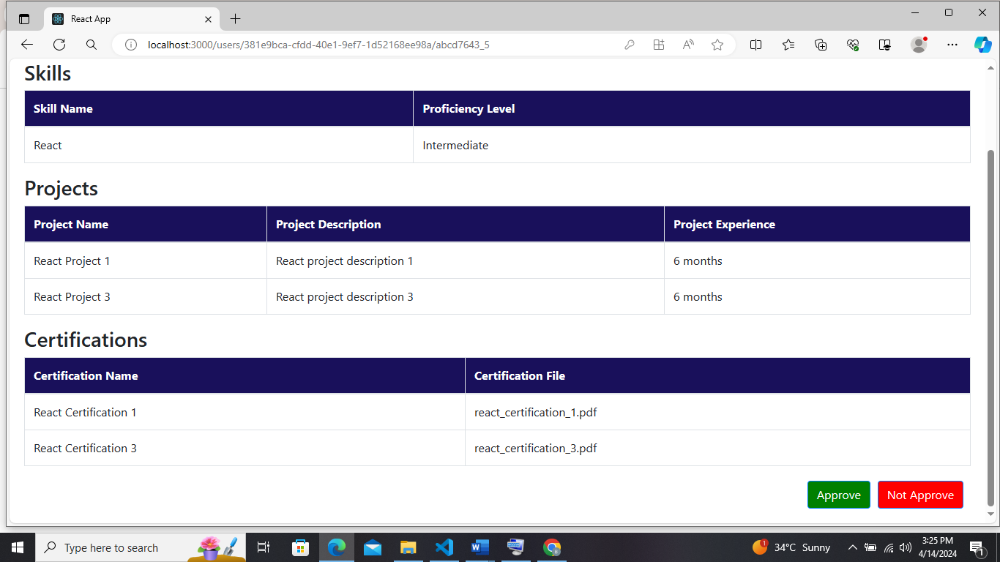 React App
localhost:3000/users/381e9bca-cfdd-40e1-9ef7-1d52168ee98a/abcd7643_5
Skills
Skill Name Proficiency Level
React Intermediate
Projects
Project Name Project Description Project Experience
React Project 1 React project description 1 6 months
React Project 3 React project description 3 6 months
Certifications
Certification Name Certification File
React Certification 1 react_certification_1.pdf
React Certification 3 react_certification_3.pdf
Approve Not Approve
Type here to search 1 34°C Sunny 3:25 PM
4/14/2024 1